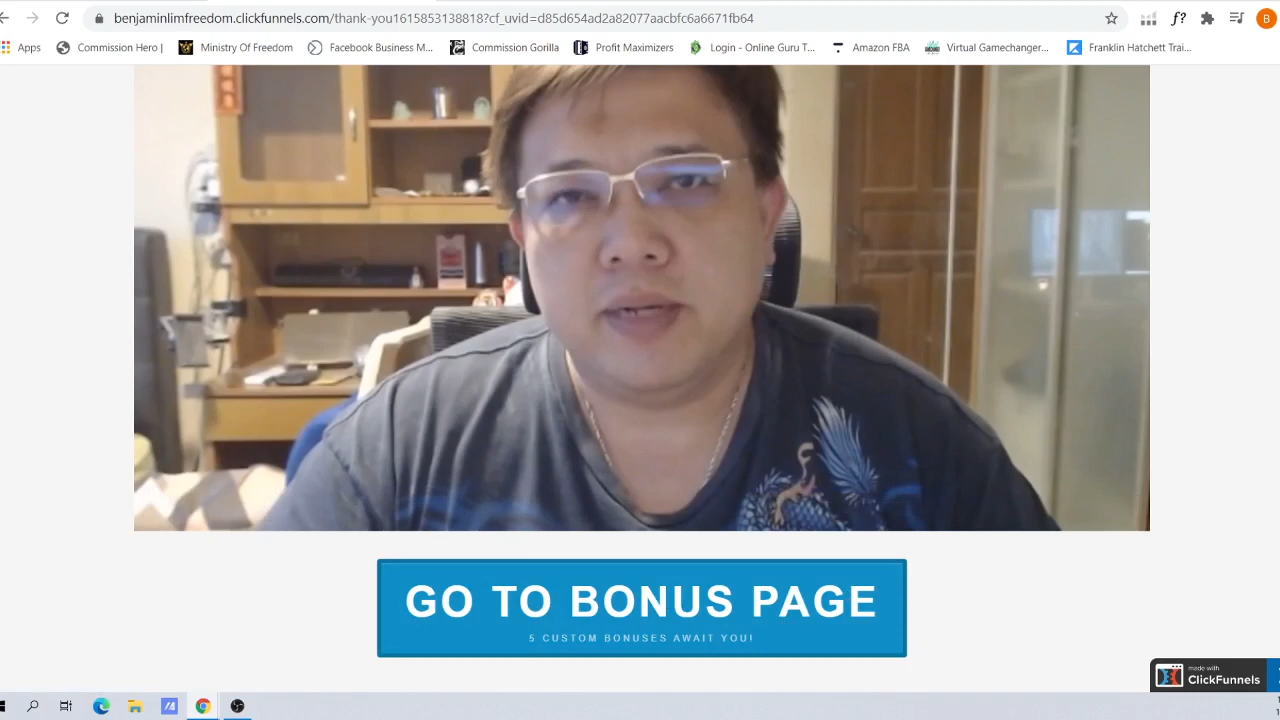 benjaminlimfreedom.clickfunnels.com/thank-you1615853138818?cf_uvid=d85d654ad2a82077aacbfc6a6671fb64
f?
B
Apps
Commission Hero |
Ministry Of Freedom
Facebook Business M...
Commission Gorilla
Profit Maximizers
Login - Online Guru T...
Amazon FBA
Virtual Gamechanger...
Franklin Hatchett Trai...
GO TO BONUS PAGE
5 CUSTOM BONUSES AWAIT YOU!
made with
ClickFunnels